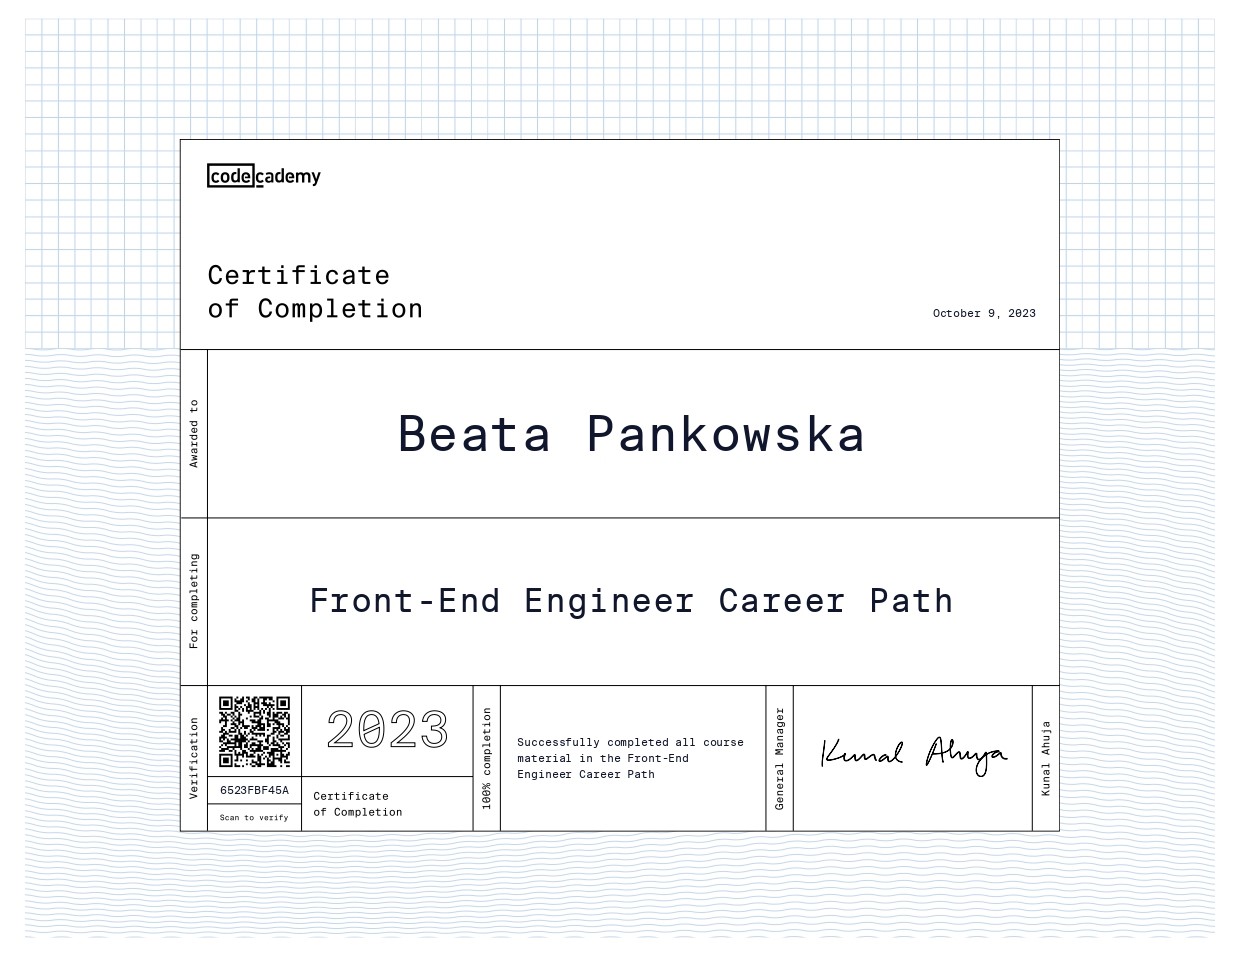 codecademy
Certificate
of Completion
October 9, 2023
Awarded to
Beata Pankowska
For completing
Front-End Engineer Career Path
Verification
6523FBF45A
Scan to verify
2023
Certificate
of Completion
100% completion
Successfully completed all course
material in the Front-End
Engineer Career Path
General Manager
Kunal Ahuja
Kunal Ahuja